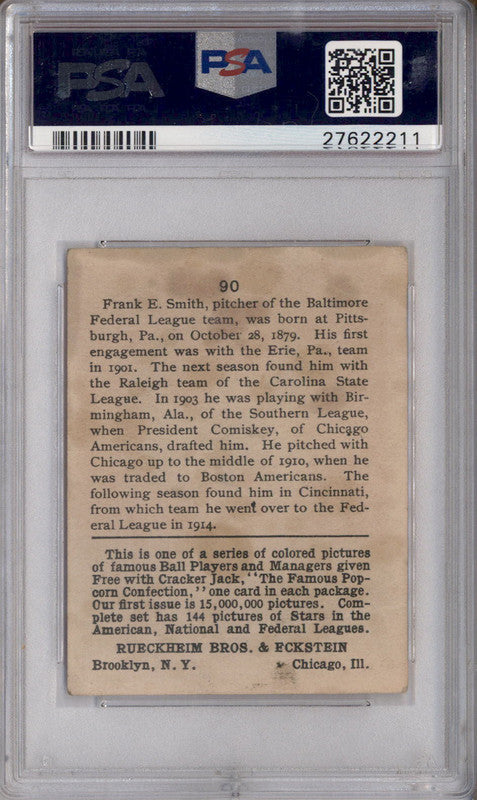 PSA
PSA
27622211
90
Frank E. Smith, pitcher of the Baltimore
Federal League team, was born at Pitts-
burgh, Pa., on October 28, 1879. His first
engagement was with the Erie, Pa., team
in 1901. The next season found him with
the Raleigh team of the Carolina State
League. In 1903 he was playing with Bir-
mingham, Ala., of the Southern League,
when President Comiskey, of Chicago
Americans, drafted him. He pitched with
Chicago up to the middle of 1910, when he
was traded to Boston Americans. The
following season found him in Cincinnati,
from which team he went over to the Fed-
eral League in 1914.
This is one of a series of colored pictures
of famous Ball Players and Managers given
Free with Cracker Jack, "The Famous Pop-
corn Confection," one card in each package.
Our first issue is 15,000,000 pictures. Com-
plete set has 144 pictures of Stars in the
American, National and Federal Leagues.
RUECKHEIM BROS. & ECKSTEIN
Brooklyn, N. Y. Chicago, Ill.